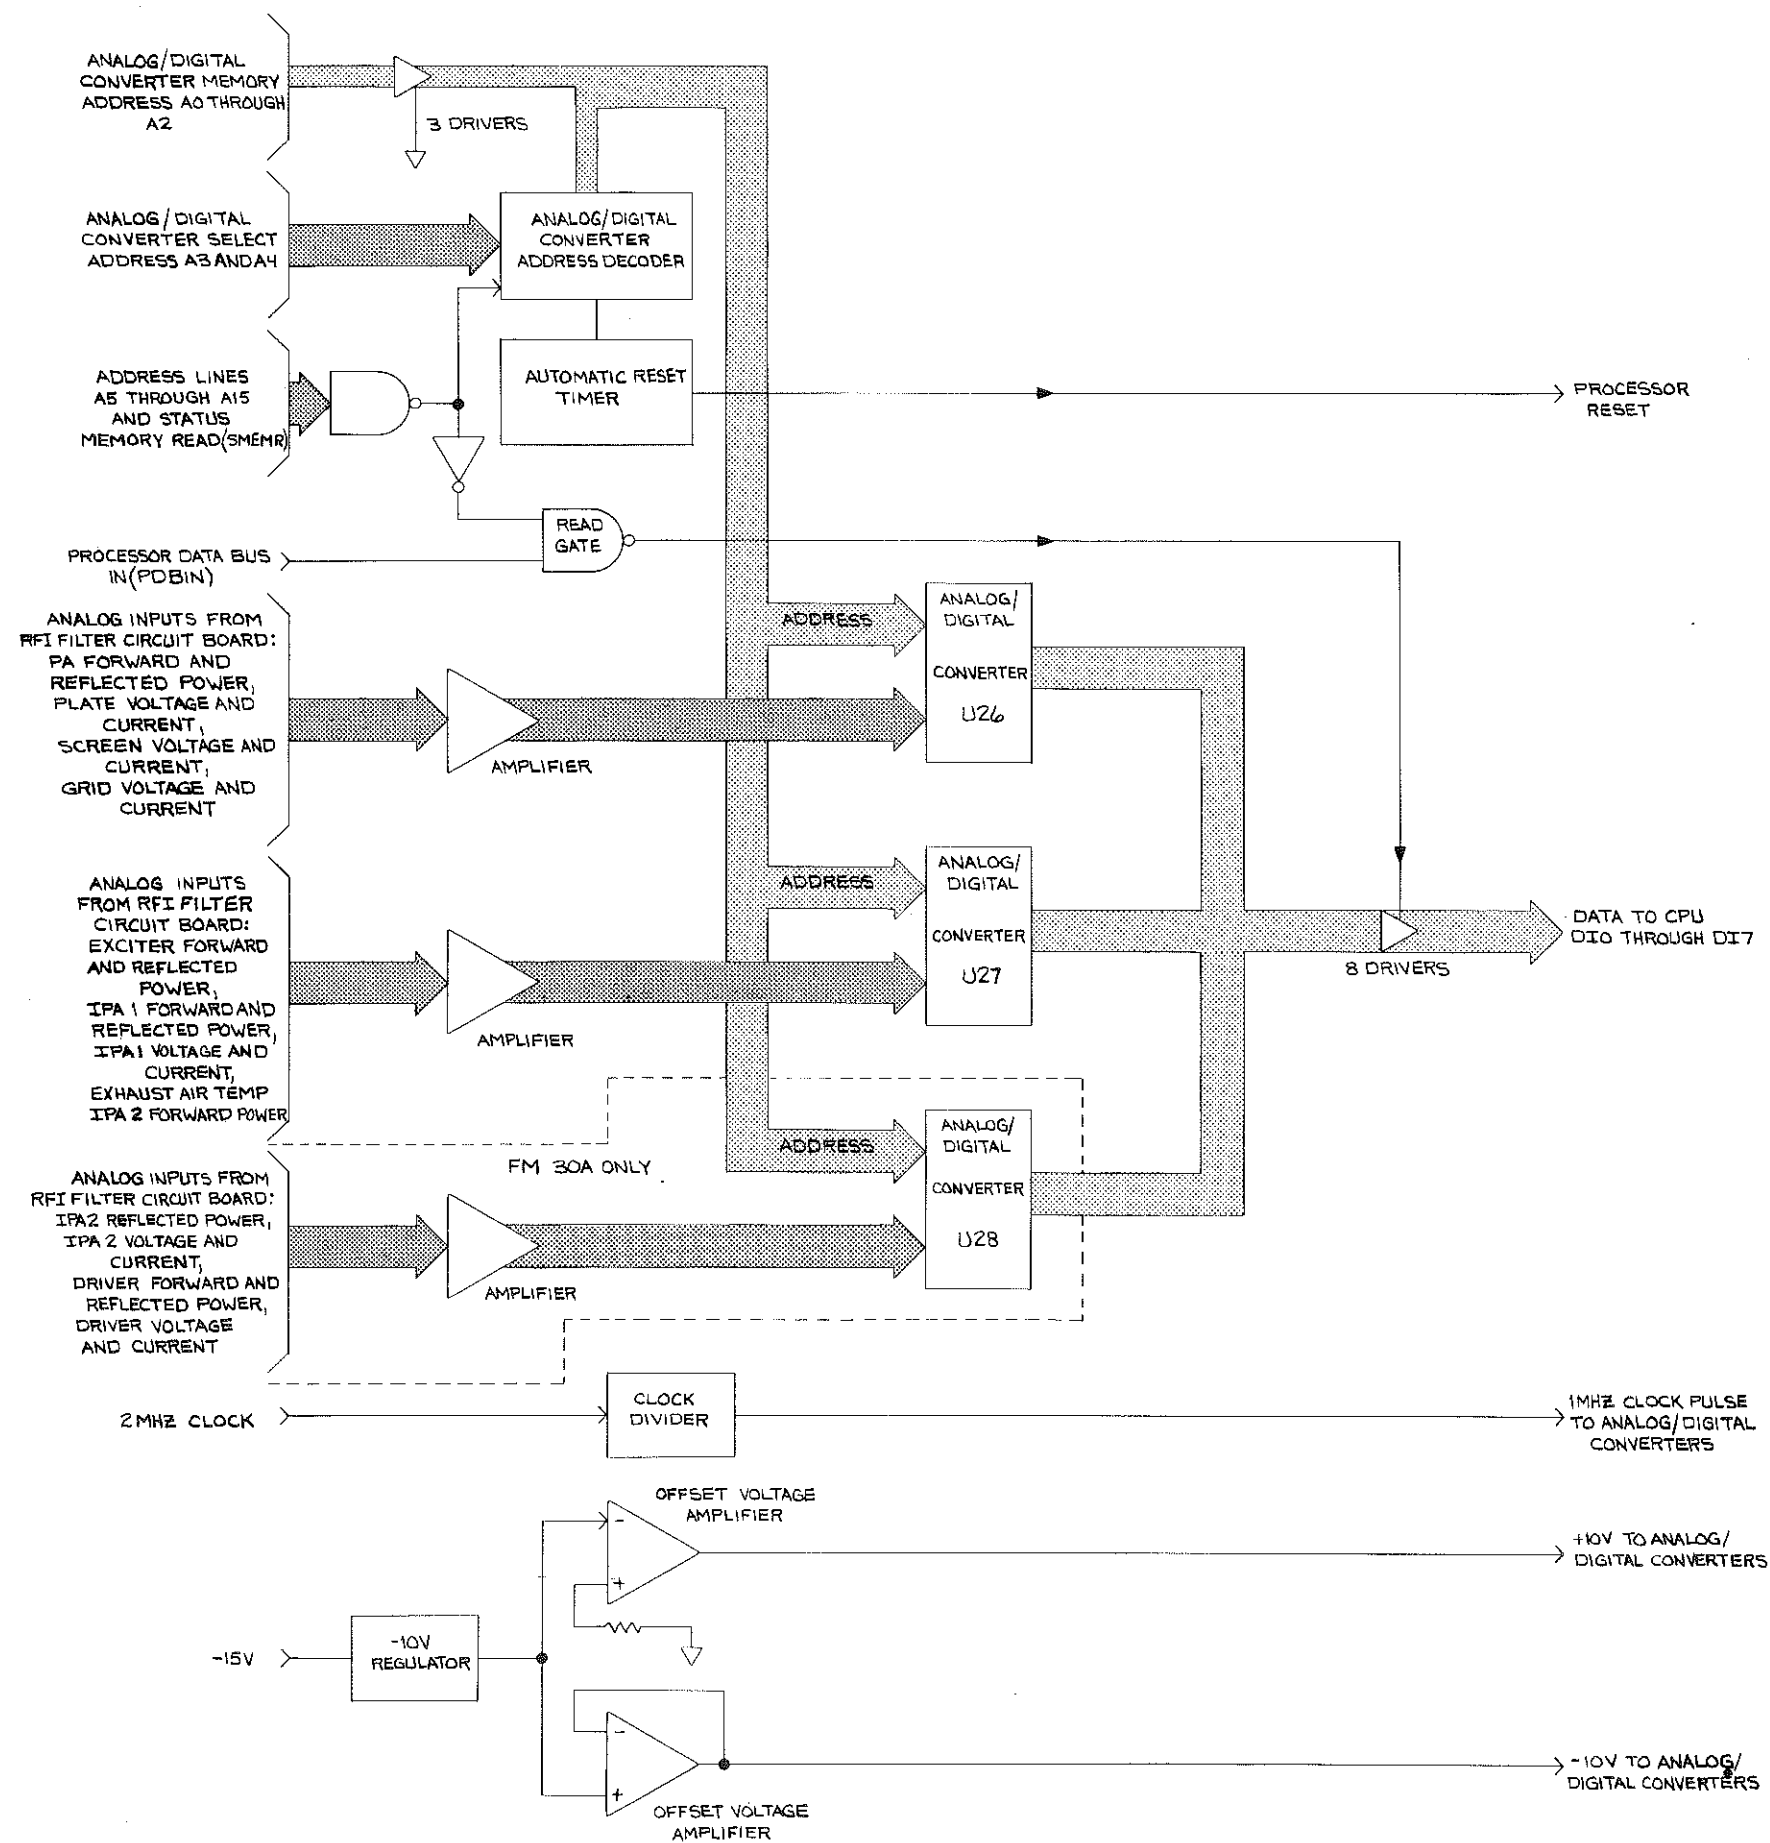 ANALOG/DIGITAL
CONVERTER MEMORY
ADDRESS A0 THROUGH
A2
3 DRIVERS
ANALOG/DIGITAL
CONVERTER SELECT
ADDRESS A3 AND A4
ANALOG/DIGITAL
CONVERTER
ADDRESS DECODER
ADDRESS LINES
A5 THROUGH A15
AND STATUS
MEMORY READ(SMEMR)
AUTOMATIC RESET
TIMER
PROCESSOR
RESET
READ
GATE
PROCESSOR DATA BUS
IN(PDBIN)
ANALOG INPUTS FROM
RFI FILTER CIRCUIT BOARD:
PA FORWARD AND
REFLECTED POWER,
PLATE VOLTAGE AND
CURRENT,
SCREEN VOLTAGE AND
CURRENT,
GRID VOLTAGE AND
CURRENT
AMPLIFIER
ADDRESS
ANALOG/
DIGITAL
CONVERTER
U26
ANALOG INPUTS
FROM RFI FILTER
CIRCUIT BOARD:
EXCITER FORWARD
AND REFLECTED
POWER,
IPA 1 FORWARD AND
REFLECTED POWER,
IPA1 VOLTAGE AND
CURRENT,
EXHAUST AIR TEMP
IPA 2 FORWARD POWER
AMPLIFIER
ADDRESS
ANALOG/
DIGITAL
CONVERTER
U27
8 DRIVERS
DATA TO CPU
DI0 THROUGH DI7
FM 30A ONLY
ANALOG INPUTS FROM
RFI FILTER CIRCUIT BOARD:
IPA2 REFLECTED POWER,
IPA 2 VOLTAGE AND
CURRENT,
DRIVER FORWARD AND
REFLECTED POWER,
DRIVER VOLTAGE
AND CURRENT
AMPLIFIER
ADDRESS
ANALOG/
DIGITAL
CONVERTER
U28
2MHZ CLOCK
CLOCK
DIVIDER
1MHZ CLOCK PULSE
TO ANALOG/DIGITAL
CONVERTERS
OFFSET VOLTAGE
AMPLIFIER
-
+
+10V TO ANALOG/
DIGITAL CONVERTERS
-15V
-10V
REGULATOR
-
+
OFFSET VOLTAGE
AMPLIFIER
-10V TO ANALOG/
DIGITAL CONVERTERS